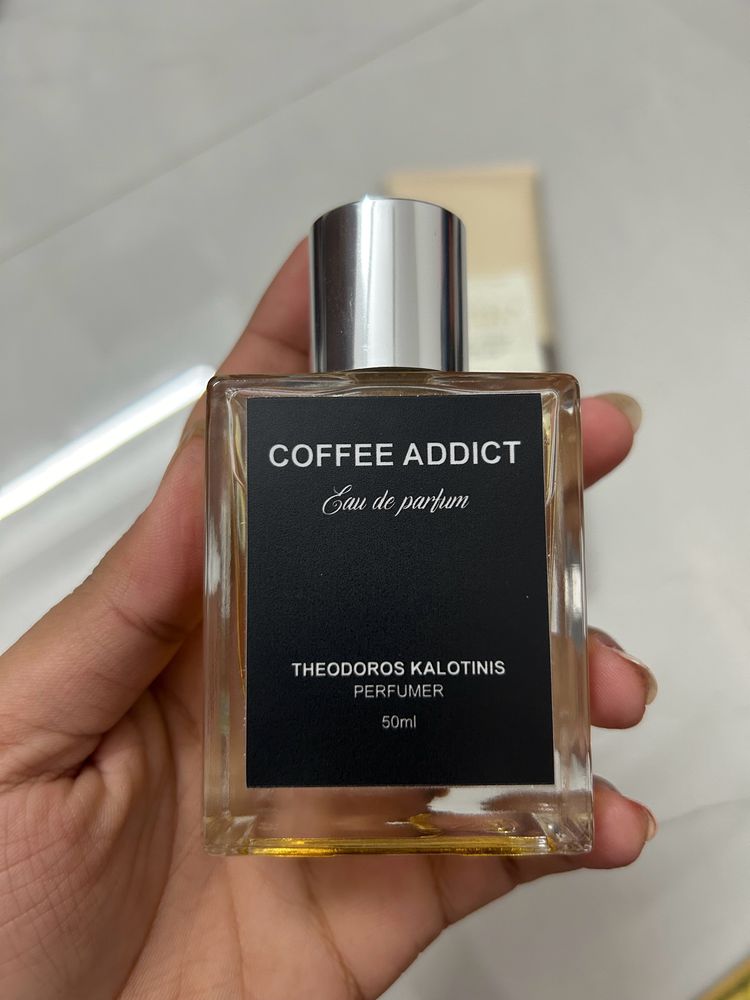 COFFEE ADDICT
Eau de parfum
THEODOROS KALOTINIS
PERFUMER
50ml